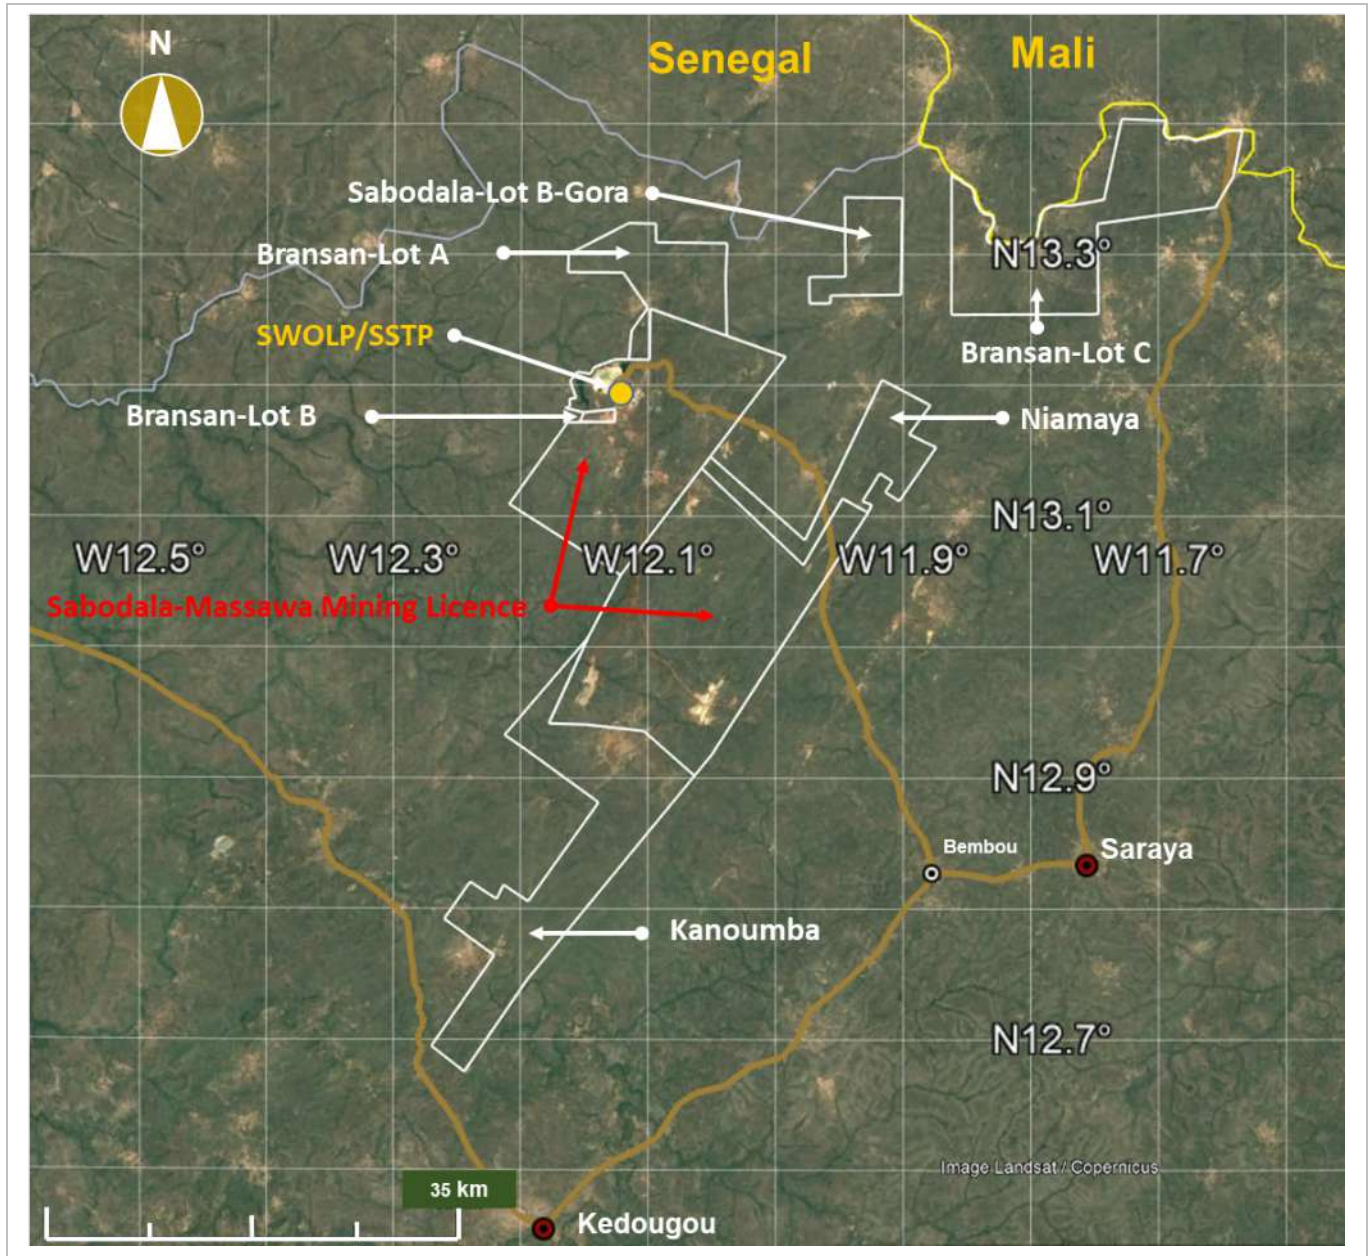 N
Senegal
Mali
Sabodala-Lot B-Gora
Bransan-Lot A
N13.3°
SWOLP/SSTP
Bransan-Lot C
Bransan-Lot B
Niamaya
N13.1°
W12.5°
W12.3°
W12.1°
W11.9°
W11.7°
Sabodala-Massawa Mining Licence
N12.9°
Bembou
Saraya
Kanoumba
N12.7°
Image Landsat / Copernicus
35 km
Kedougou